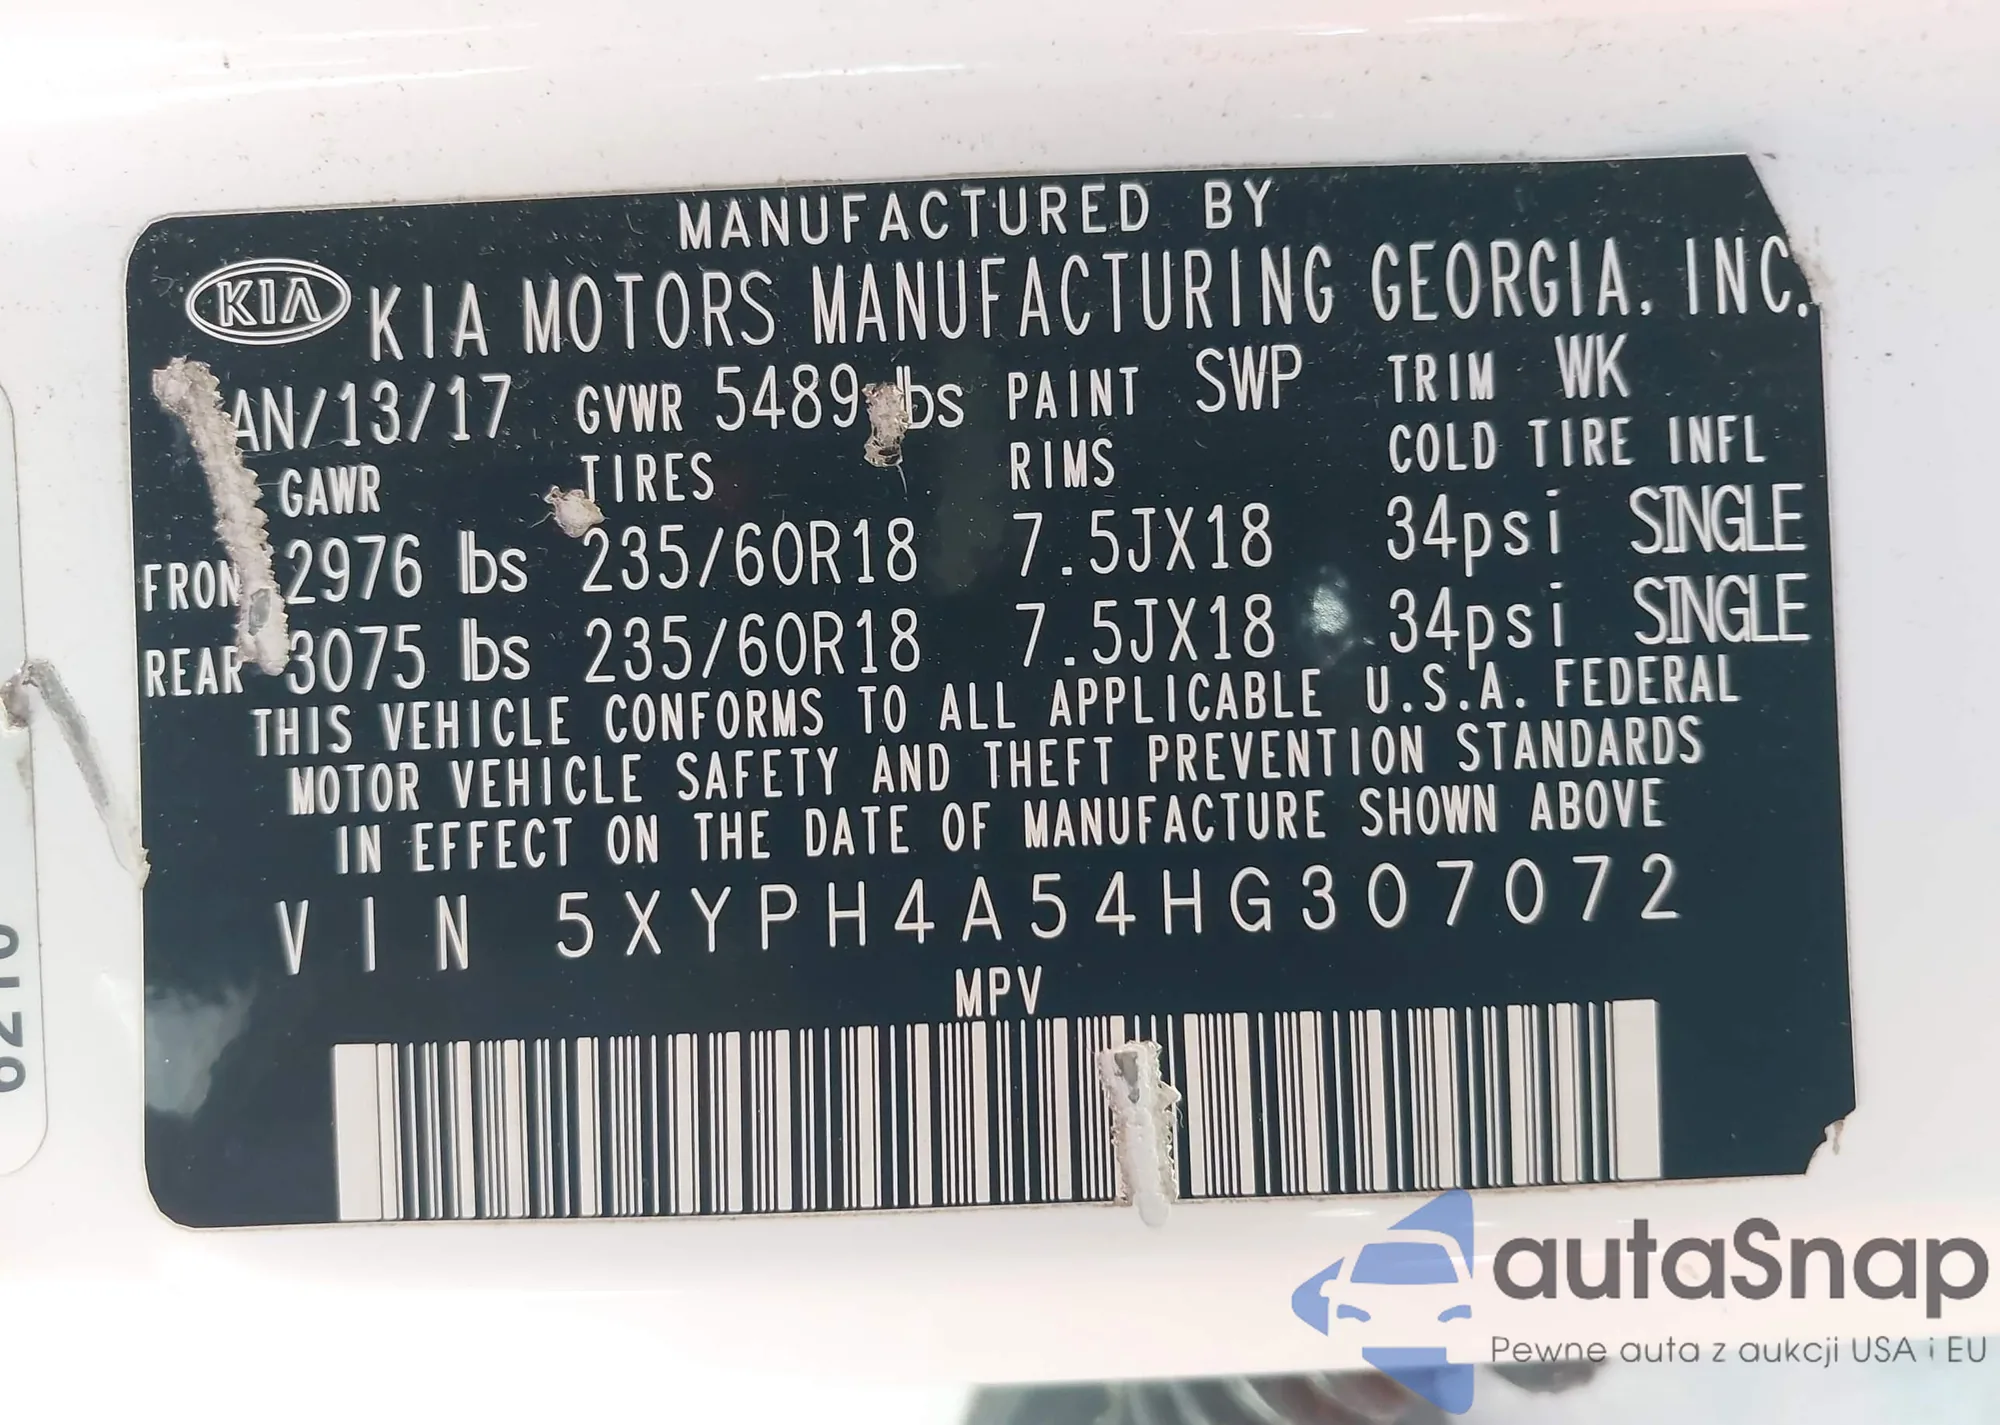 MANUFACTURED BY
KIA KIA MOTORS MANUFACTURING GEORGIA, INC.
AN/13/17 GVWR 5489 lbs PAINT SWP TRIM WK
GAWR TIRES RIMS COLD TIRE INFL
FRON 2976 lbs 235/60R18 7.5JX18 34psi SINGLE
REAR 3075 lbs 235/60R18 7.5JX18 34psi SINGLE
THIS VEHICLE CONFORMS TO ALL APPLICABLE U.S.A. FEDERAL
MOTOR VEHICLE SAFETY AND THEFT PREVENTION STANDARDS
IN EFFECT ON THE DATE OF MANUFACTURE SHOWN ABOVE
VIN 5XYPH4A54HG307072
MPV
autaSnap
Pewne auta z aukcji USA i EU